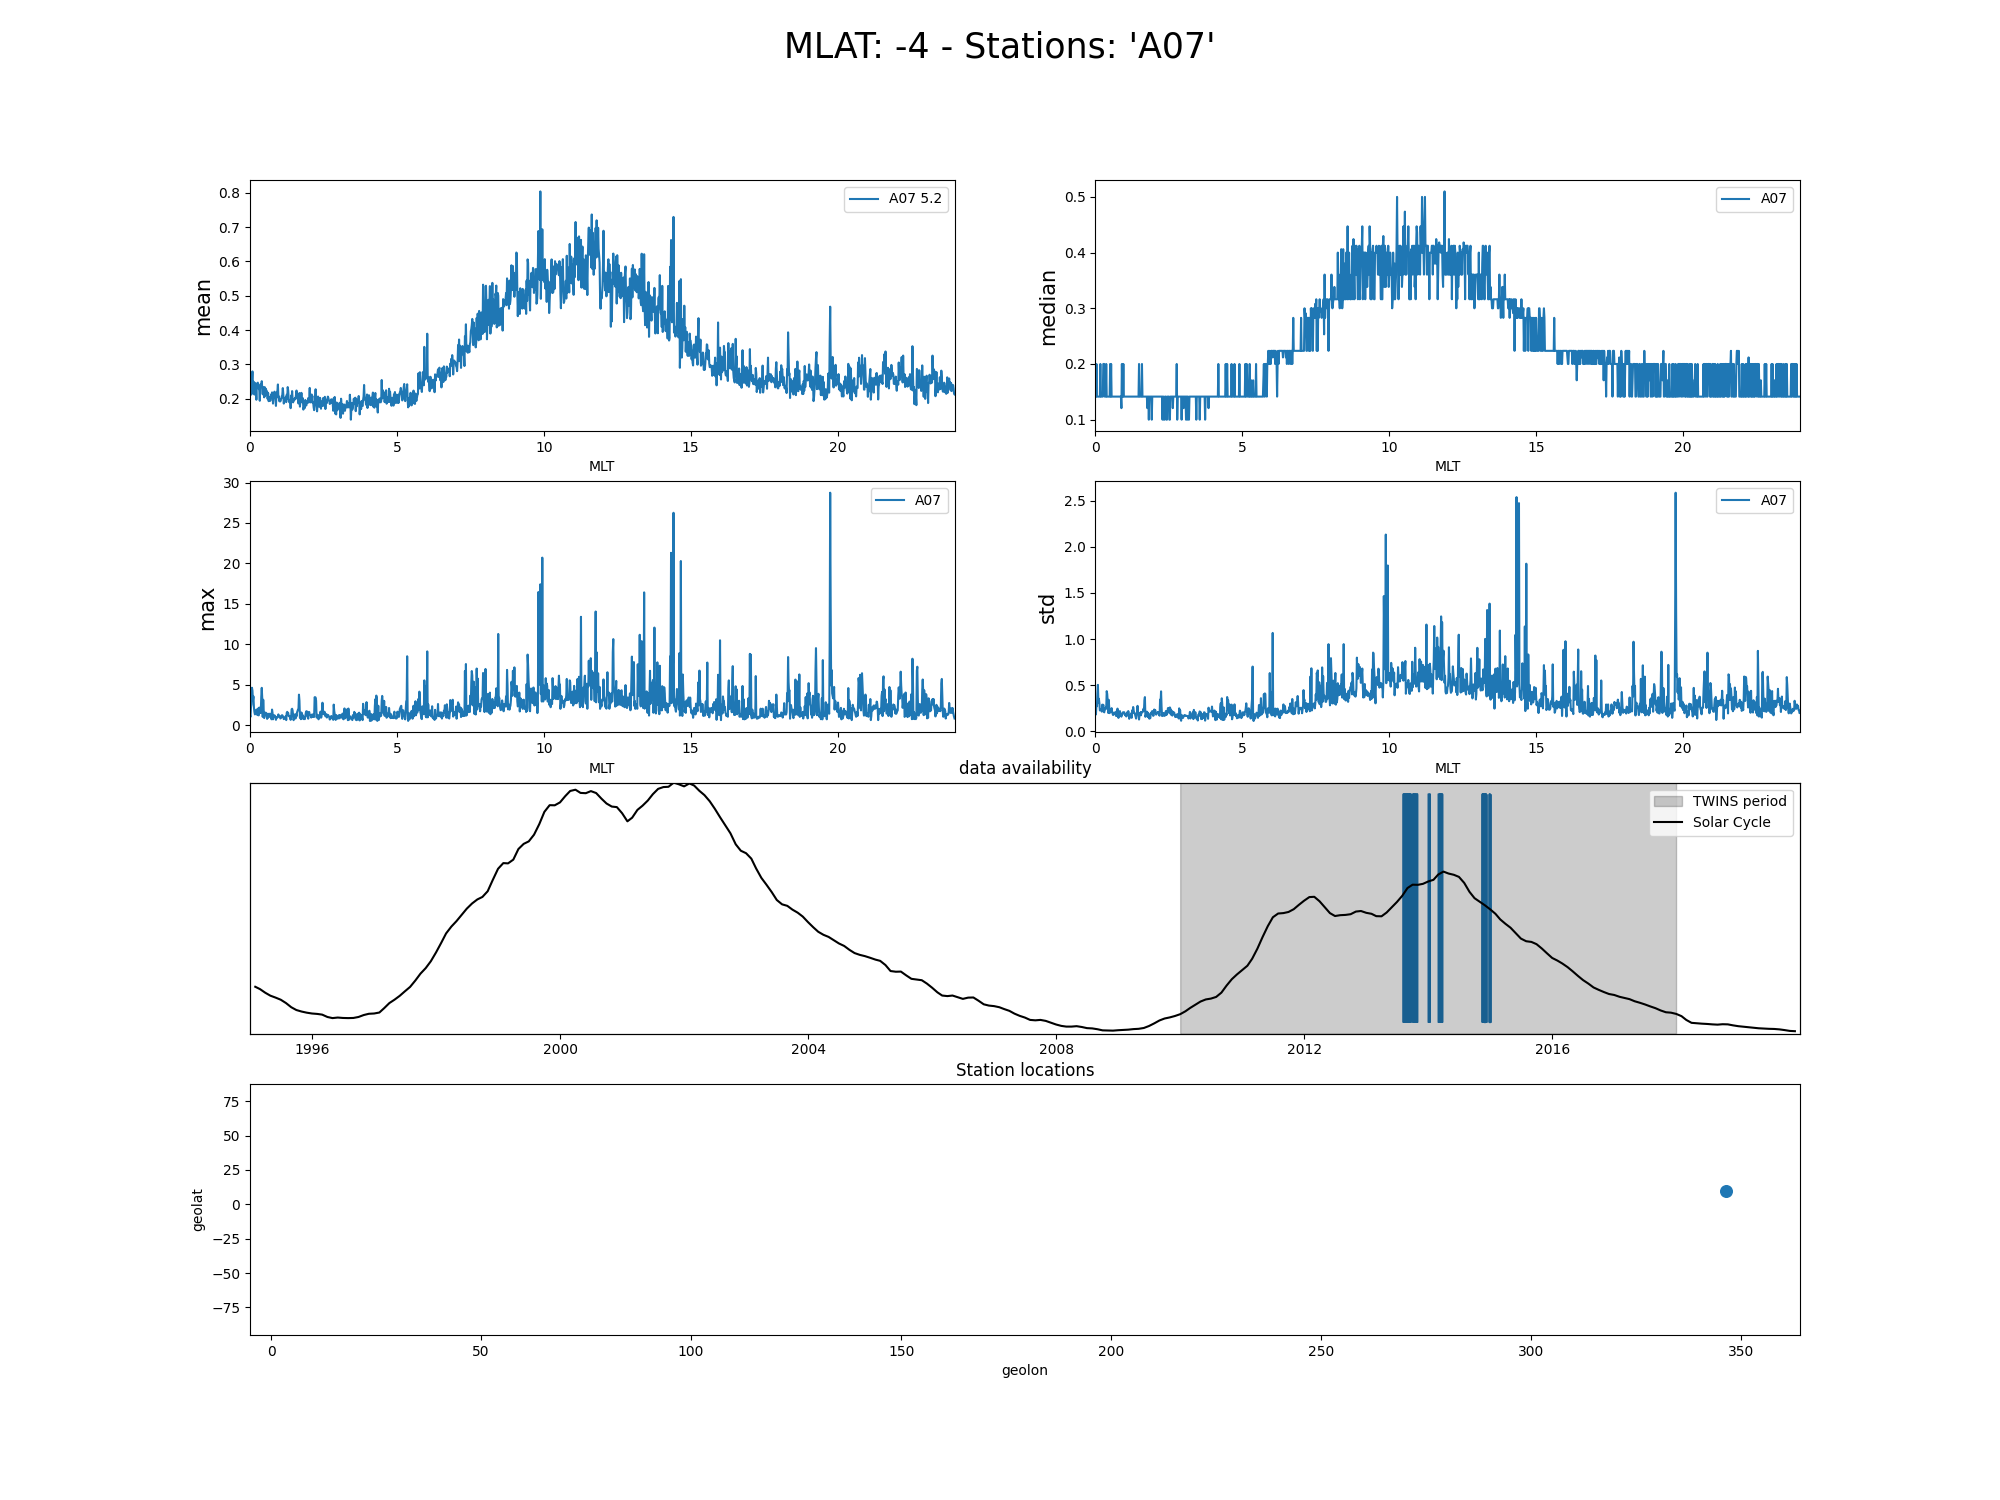 MLAT: -4 - Stations: 'A07'
0.8
0.7
0.6
0.5
0.4
0.3
0.2
mean
A07 5.2
0 5 10 15 20
MLT
0.5
0.4
0.3
0.2
0.1
median
A07
0 5 10 15 20
MLT
30
25
20
15
10
5
0
max
A07
0 5 10 15 20
MLT
2.5
2.0
1.5
1.0
0.5
0.0
std
A07
0 5 10 15 20
MLT
data availability
TWINS period
Solar Cycle
1996 2000 2004 2008 2012 2016
Station locations
75
50
25
0
−25
−50
−75
geolat
0 50 100 150 200 250 300 350
geolon